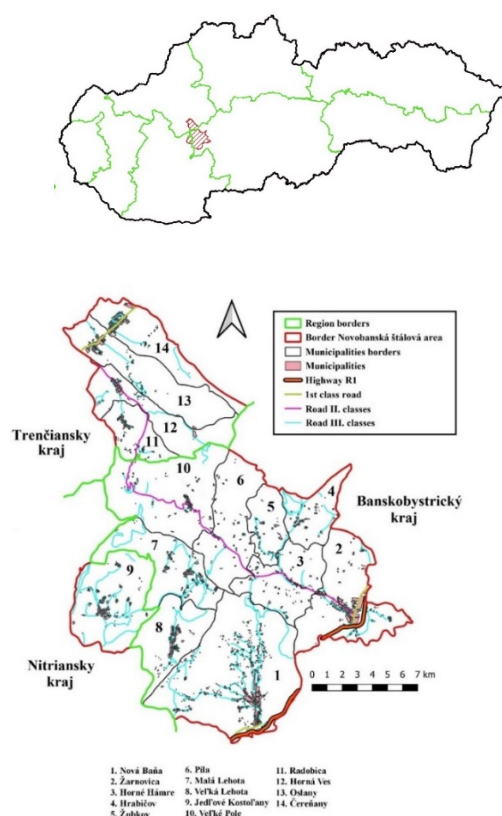 Region borders
Border Novobanská štálová area
Municipalities borders
Municipalities
Highway R1
1st class road
Road II. classes
Road III. classes
14
13
12
11
Trenčiansky
kraj
10
6
5
4
Banskobystrický
kraj
2
3
7
9
8
1
Nitriansky
kraj
0 1 2 3 4 5 6 7 km
1. Nová Baňa
2. Žarnovica
3. Horné Hámre
4. Hrabičov
5. Župkov
6. Píla
7. Malá Lehota
8. Veľká Lehota
9. Jedľové Kostoľany
10. Veľké Pole
11. Radobica
12. Horná Ves
13. Oslany
14. Čereňany